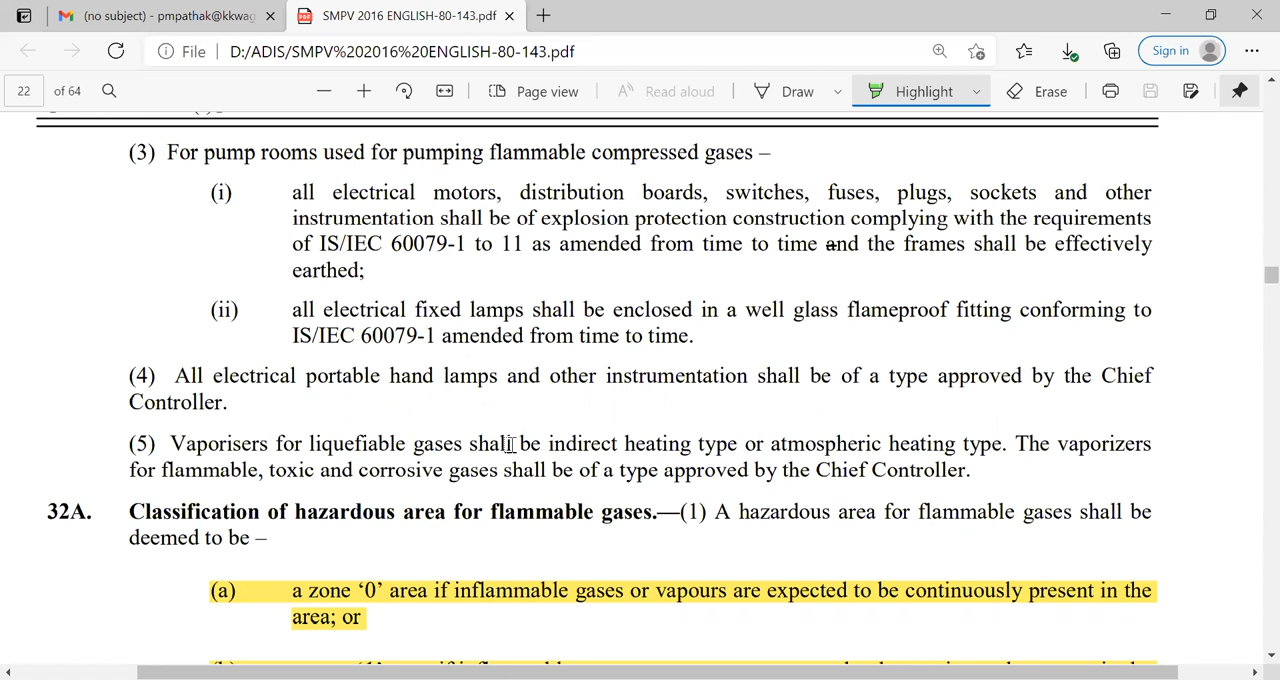 (no subject) - pmpathak@kkwag
SMPV 2016 ENGLISH-80-143.pdf
File
D:/ADIS/SMPV%202016%20ENGLISH-80-143.pdf
Sign in
22 of 64
Page view
Read aloud
Draw
Highlight
Erase
(3) For pump rooms used for pumping flammable compressed gases –
(i) all electrical motors, distribution boards, switches, fuses, plugs, sockets and other
instrumentation shall be of explosion protection construction complying with the requirements
of IS/IEC 60079-1 to 11 as amended from time to time and the frames shall be effectively
earthed;
(ii) all electrical fixed lamps shall be enclosed in a well glass flameproof fitting conforming to
IS/IEC 60079-1 amended from time to time.
(4) All electrical portable hand lamps and other instrumentation shall be of a type approved by the Chief
Controller.
(5) Vaporisers for liquefiable gases shall be indirect heating type or atmospheric heating type. The vaporizers
for flammable, toxic and corrosive gases shall be of a type approved by the Chief Controller.
32A. Classification of hazardous area for flammable gases.—(1) A hazardous area for flammable gases shall be
deemed to be –
(a) a zone ‘0’ area if inflammable gases or vapours are expected to be continuously present in the
area; or